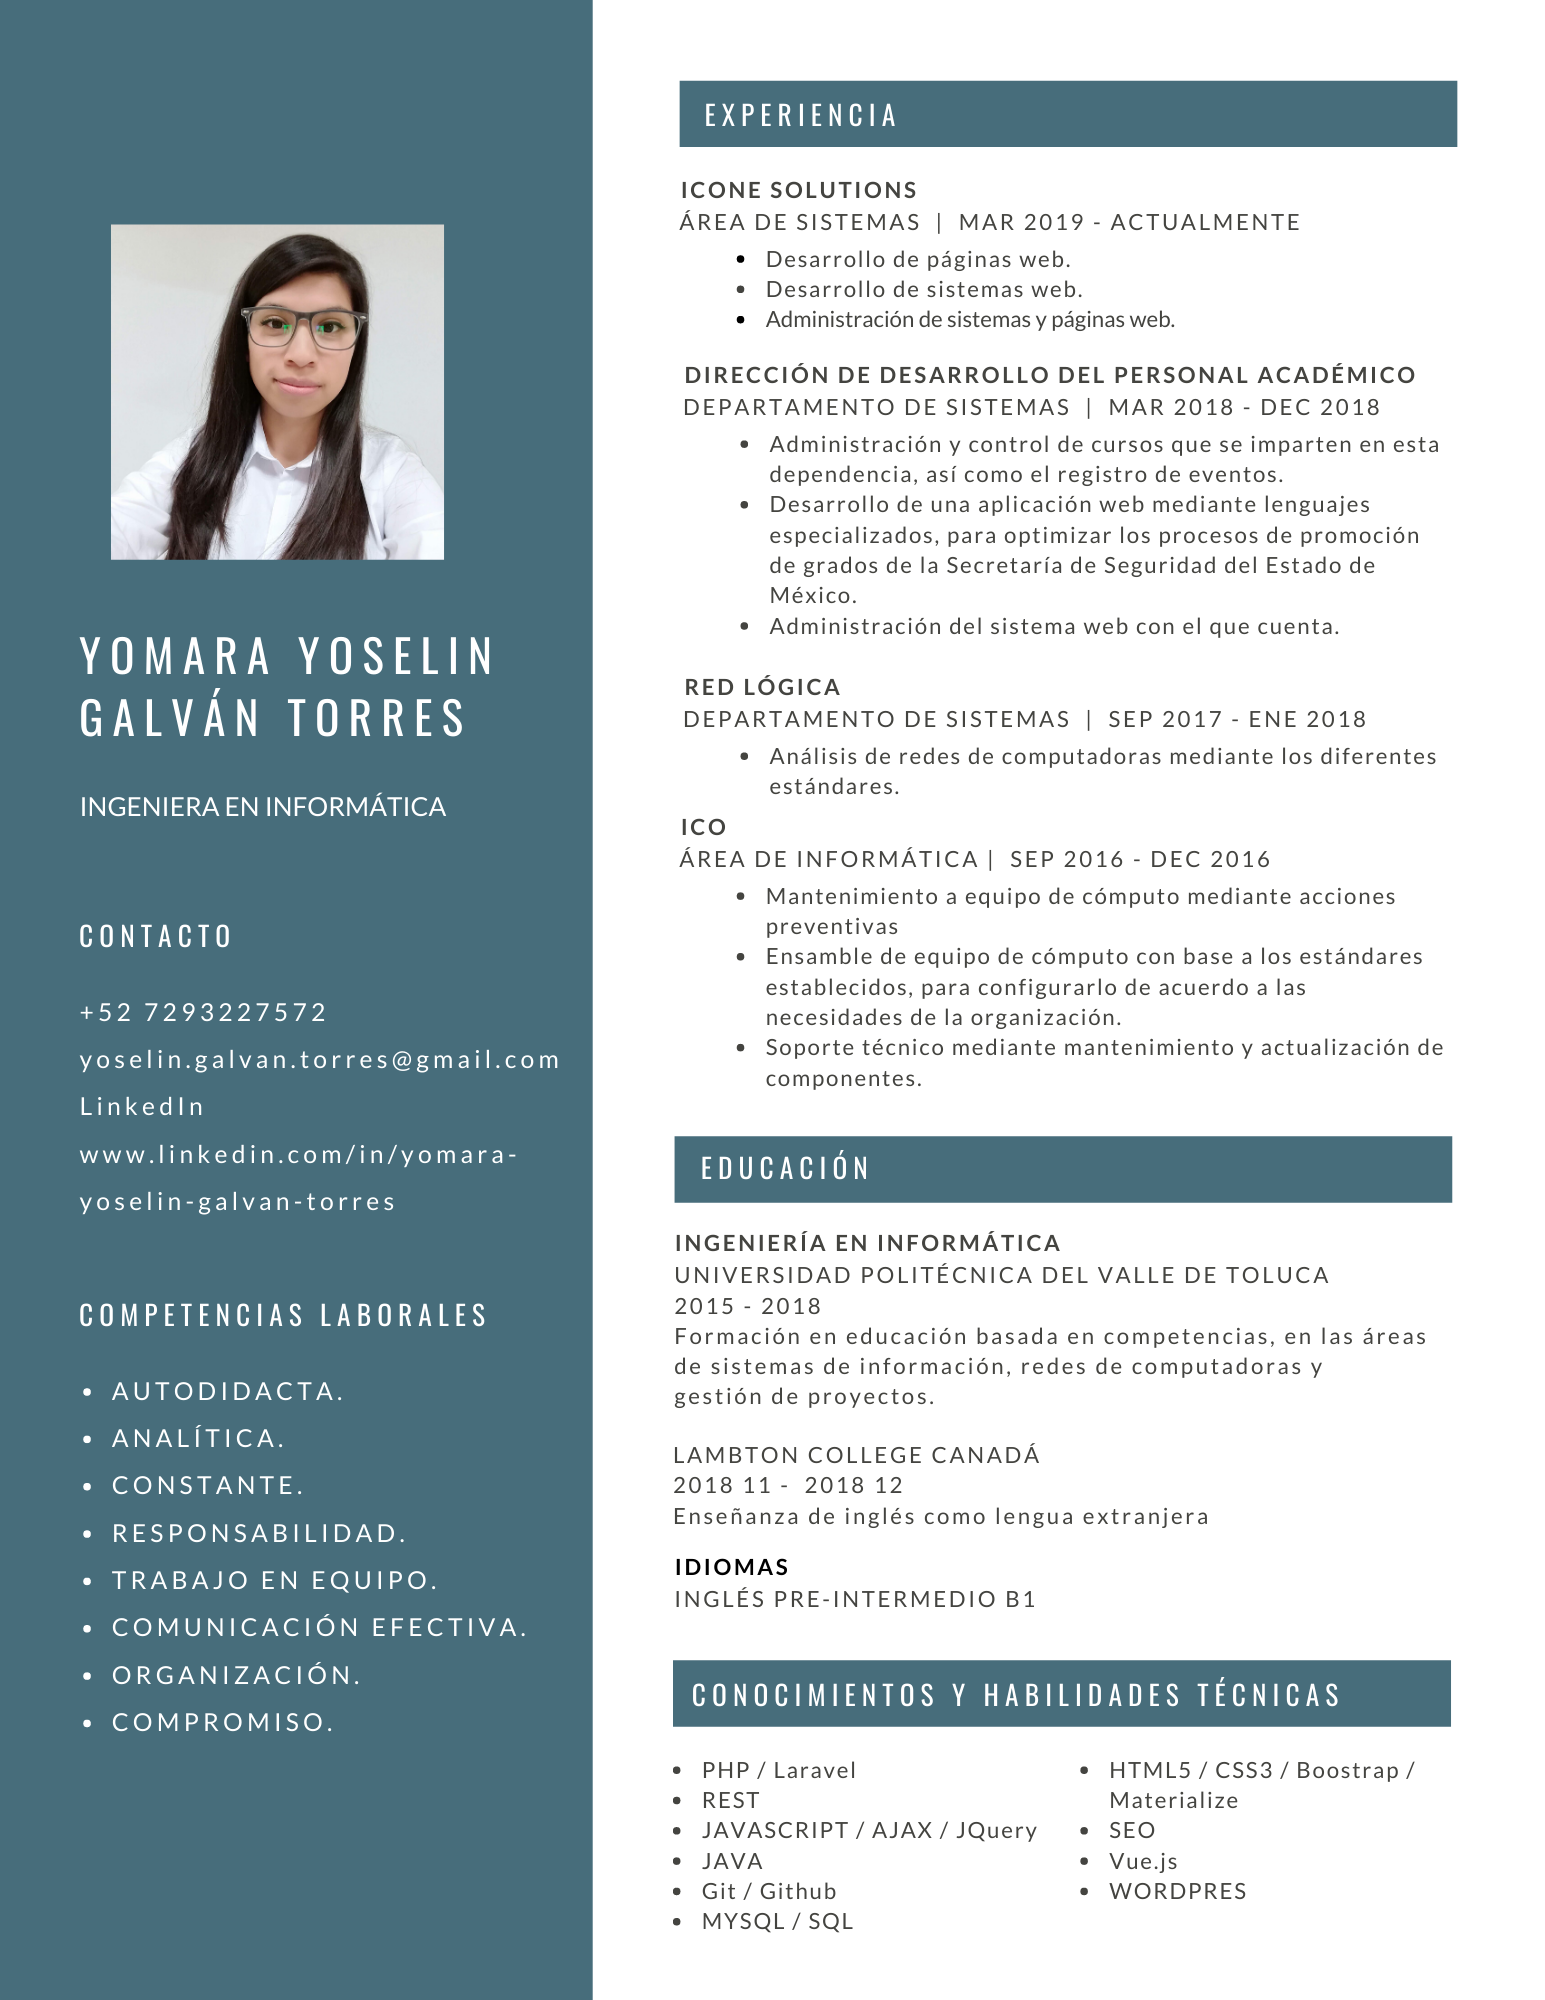 YOMARA YOSELIN
GALVÁN TORRES
INGENIERA EN INFORMÁTICA
CONTACTO
+52 7293227572
yoselin.galvan.torres@gmail.com
LinkedIn
www.linkedin.com/in/yomara-
yoselin-galvan-torres
COMPETENCIAS LABORALES
• AUTODIDACTA.
• ANALÍTICA.
• CONSTANTE.
• RESPONSABILIDAD.
• TRABAJO EN EQUIPO.
• COMUNICACIÓN EFECTIVA.
• ORGANIZACIÓN.
• COMPROMISO.
EXPERIENCIA
ICONE SOLUTIONS
ÁREA DE SISTEMAS | MAR 2019 - ACTUALMENTE
• Desarrollo de páginas web.
• Desarrollo de sistemas web.
• Administración de sistemas y páginas web.
DIRECCIÓN DE DESARROLLO DEL PERSONAL ACADÉMICO
DEPARTAMENTO DE SISTEMAS | MAR 2018 - DEC 2018
• Administración y control de cursos que se imparten en esta
dependencia, así como el registro de eventos.
• Desarrollo de una aplicación web mediante lenguajes
especializados, para optimizar los procesos de promoción
de grados de la Secretaría de Seguridad del Estado de
México.
• Administración del sistema web con el que cuenta.
RED LÓGICA
DEPARTAMENTO DE SISTEMAS | SEP 2017 - ENE 2018
• Análisis de redes de computadoras mediante los diferentes
estándares.
ICO
ÁREA DE INFORMÁTICA | SEP 2016 - DEC 2016
• Mantenimiento a equipo de cómputo mediante acciones
preventivas
• Ensamble de equipo de cómputo con base a los estándares
establecidos, para configurarlo de acuerdo a las
necesidades de la organización.
• Soporte técnico mediante mantenimiento y actualización de
componentes.
EDUCACIÓN
INGENIERÍA EN INFORMÁTICA
UNIVERSIDAD POLITÉCNICA DEL VALLE DE TOLUCA
2015 - 2018
Formación en educación basada en competencias, en las áreas
de sistemas de información, redes de computadoras y
gestión de proyectos.
LAMBTON COLLEGE CANADÁ
2018 11 - 2018 12
Enseñanza de inglés como lengua extranjera
IDIOMAS
INGLÉS PRE-INTERMEDIO B1
CONOCIMIENTOS Y HABILIDADES TÉCNICAS
• PHP / Laravel
• REST
• JAVASCRIPT / AJAX / JQuery
• JAVA
• Git / Github
• MYSQL / SQL
• HTML5 / CSS3 / Boostrap /
Materialize
• SEO
• Vue.js
• WORDPRES